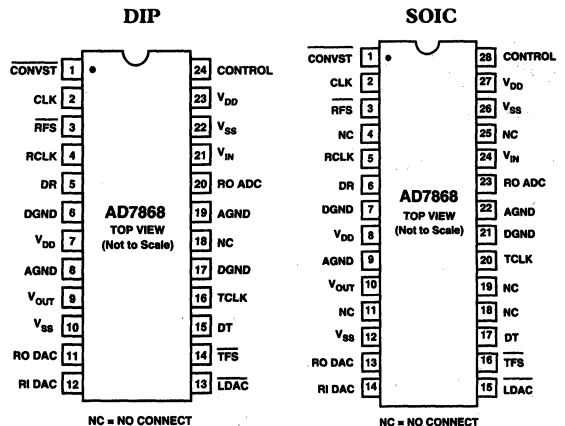 DIP
CONVST 1 24 CONTROL
CLK 2 23 VDD
RFS 3 22 VSS
RCLK 4 21 VIN
DR 5 20 RO ADC
DGND 6 19 AGND
VDD 7 18 NC
AGND 8 17 DGND
VOUT 9 16 TCLK
VSS 10 15 DT
RO DAC 11 14 TFS
RI DAC 12 13 LDAC
AD7868
TOP VIEW
(Not to Scale)
NC = NO CONNECT
SOIC
CONVST 1 28 CONTROL
CLK 2 27 VDD
RFS 3 26 VSS
NC 4 25 NC
RCLK 5 24 VIN
DR 6 23 RO ADC
DGND 7 22 AGND
VDD 8 21 DGND
AGND 9 20 TCLK
VOUT 10 19 NC
NC 11 18 NC
VSS 12 17 DT
RO DAC 13 16 TFS
RI DAC 14 15 LDAC
AD7868
TOP VIEW
(Not to Scale)
NC = NO CONNECT